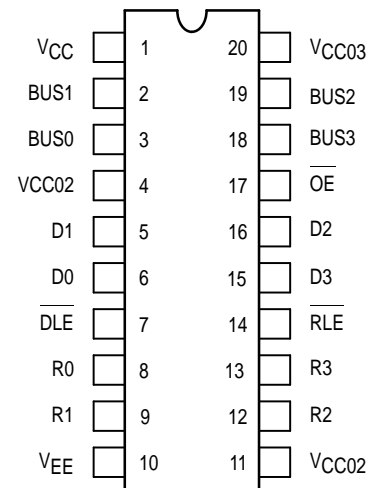 VCC 1 20 VCC03
BUS1 2 19 BUS2
BUS0 3 18 BUS3
VCC02 4 17 OE
D1 5 16 D2
D0 6 15 D3
DLE 7 14 RLE
R0 8 13 R3
R1 9 12 R2
VEE 10 11 VCC02